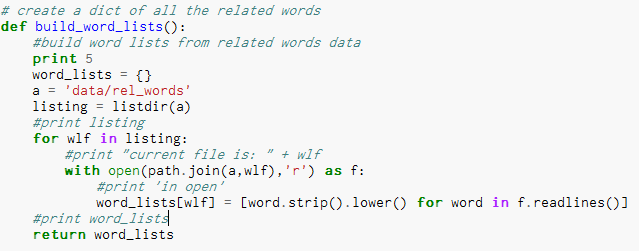 # create a dict of all the related words
def build_word_lists():
    #build word lists from related words data
    print 5
    word_lists = {}
    a = 'data/rel_words'
    listing = listdir(a)
    #print listing
    for wlf in listing:
        #print "current file is: " + wlf
        with open(path.join(a,wlf),'r') as f:
            #print 'in open'
            word_lists[wlf] = [word.strip().lower() for word in f.readlines()]
    #print word_lists
    return word_lists